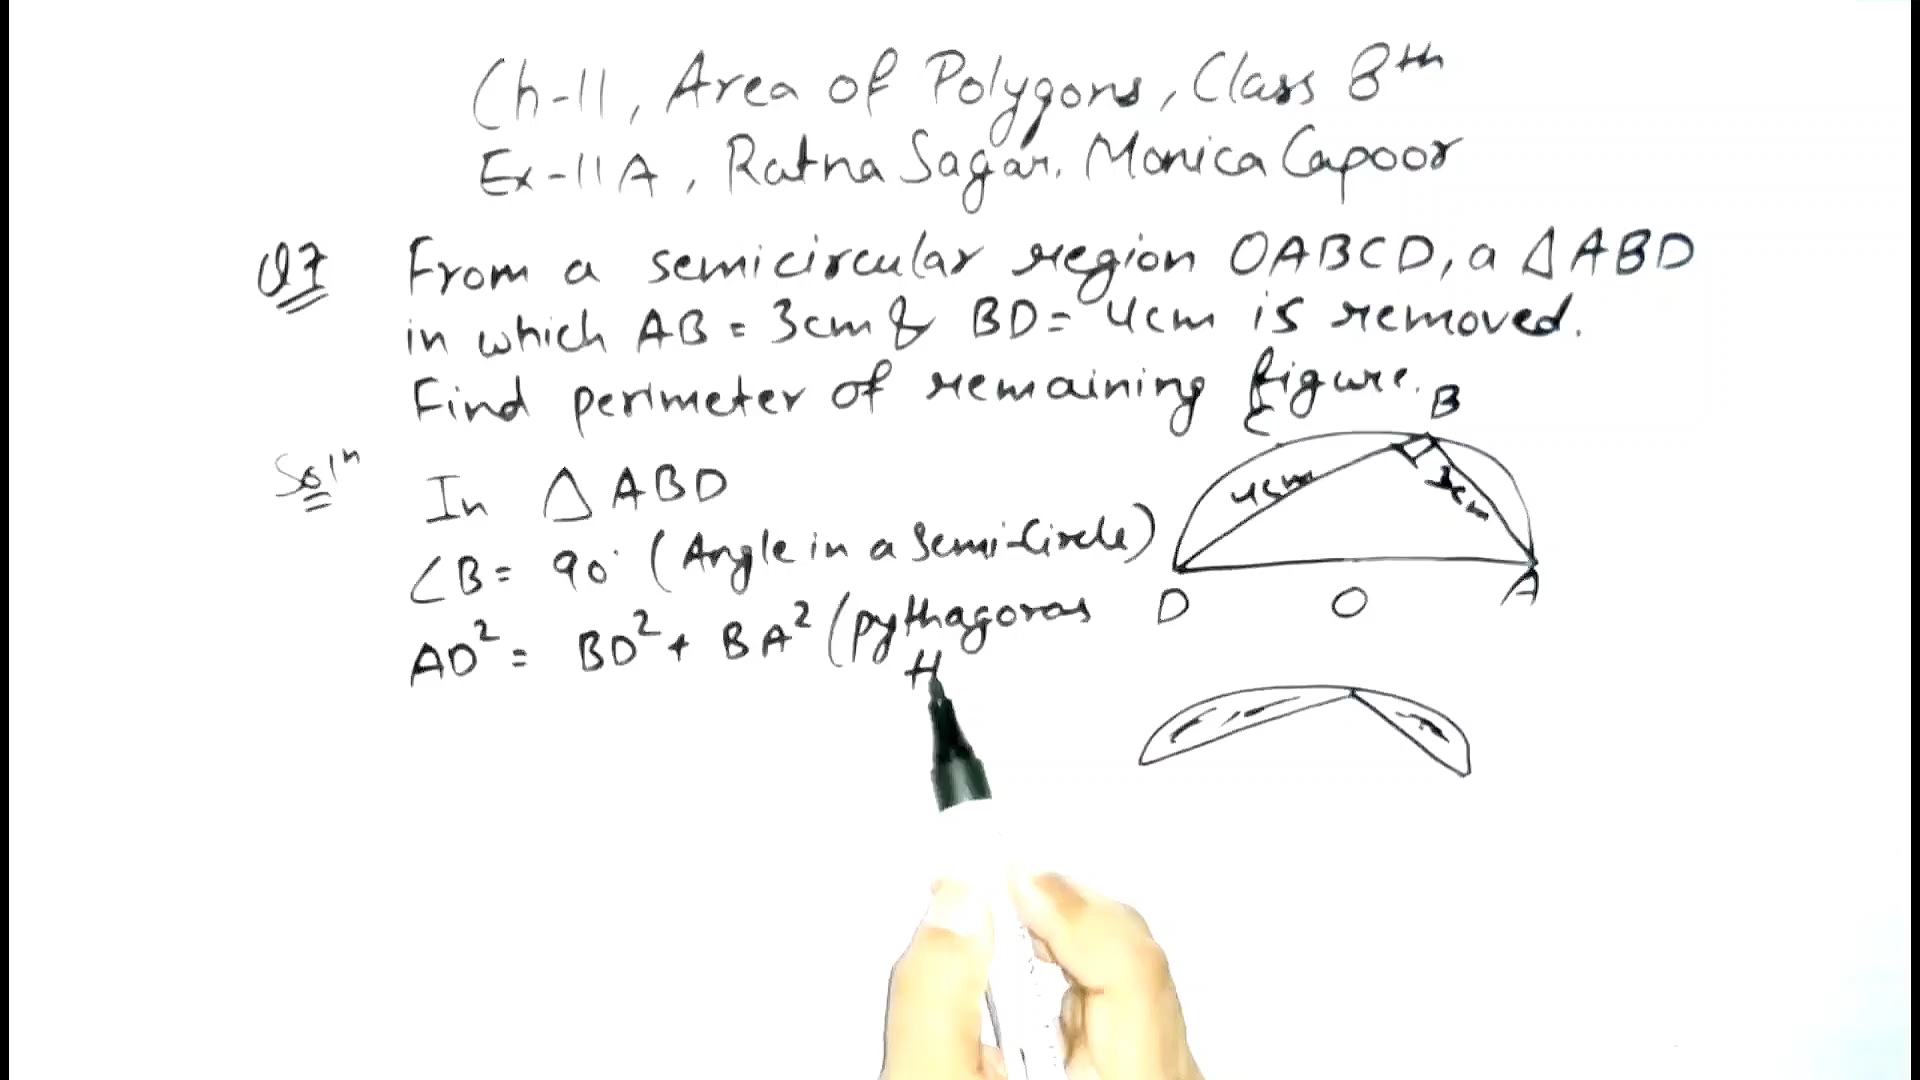 Ch-11, Area of Polygons, Class 8th
Ex-11A, Ratna Sagar, Monica Capoor
Q7 From a semicircular region OABCD, a △ABD
in which AB = 3cm & BD = 4cm is removed.
Find perimeter of remaining figure.
C B
Soln In △ ABD
4cm 3cm
∠B = 90° (Angle in a Semi-Circle)
D O A
AD² = BD² + BA² (pythagoras